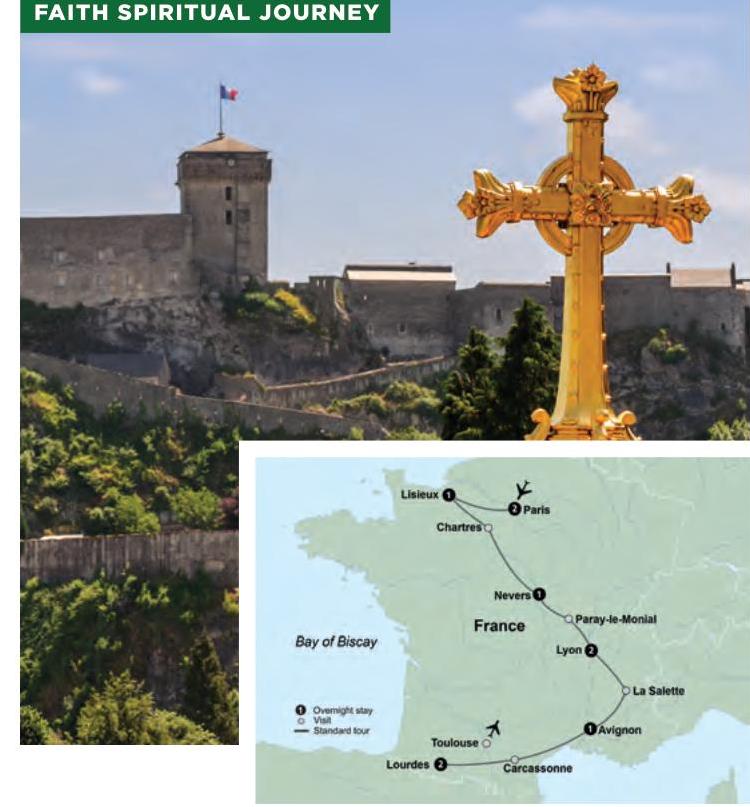 FAITH SPIRITUAL JOURNEY
Lisieux 1
2 Paris
Chartres
Nevers 1
Paray-le-Monial
France
Bay of Biscay
Lyon 2
La Salette
1 Overnight stay
Visit
Standard tour
1 Avignon
Toulouse
Lourdes 2
Carcassonne